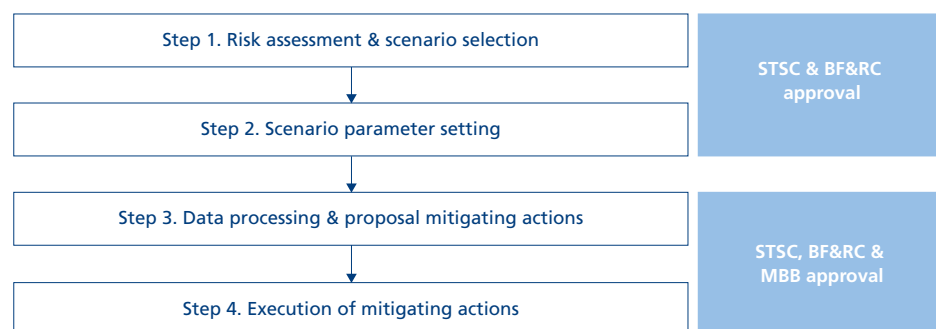 Step 1. Risk assessment & scenario selection
STSC & BF&RC
approval
Step 2. Scenario parameter setting
Step 3. Data processing & proposal mitigating actions
STSC, BF&RC &
MBB approval
Step 4. Execution of mitigating actions